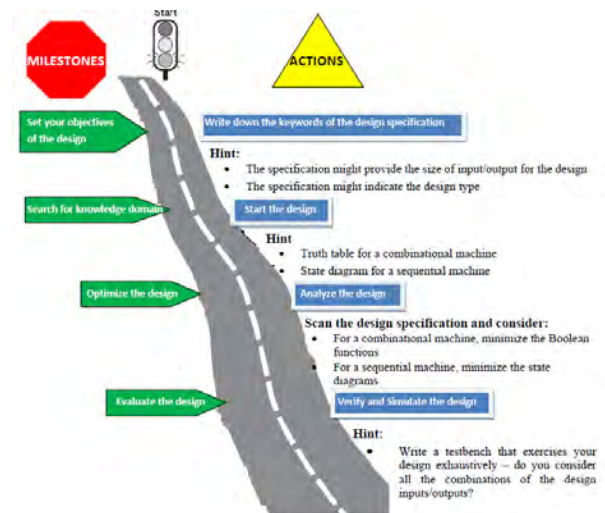 Start
MILESTONES
ACTIONS
Set your objectives
of the design
Write down the keywords of the design specification
Hint:
• The specification might provide the size of input/output for the design
• The specification might indicate the design type
Search for knowledge domain
Start the design
Hint
• Truth table for a combinational machine
• State diagram for a sequential machine
Optimize the design
Analyze the design
Scan the design specification and consider:
• For a combinational machine, minimize the Boolean
functions
• For a sequential machine, minimize the state
diagrams
Evaluate the design
Verify and Simulate the design
Hint:
• Write a testbench that exercises your
design exhaustively – do you consider
all the combinations of the design
inputs/outputs?